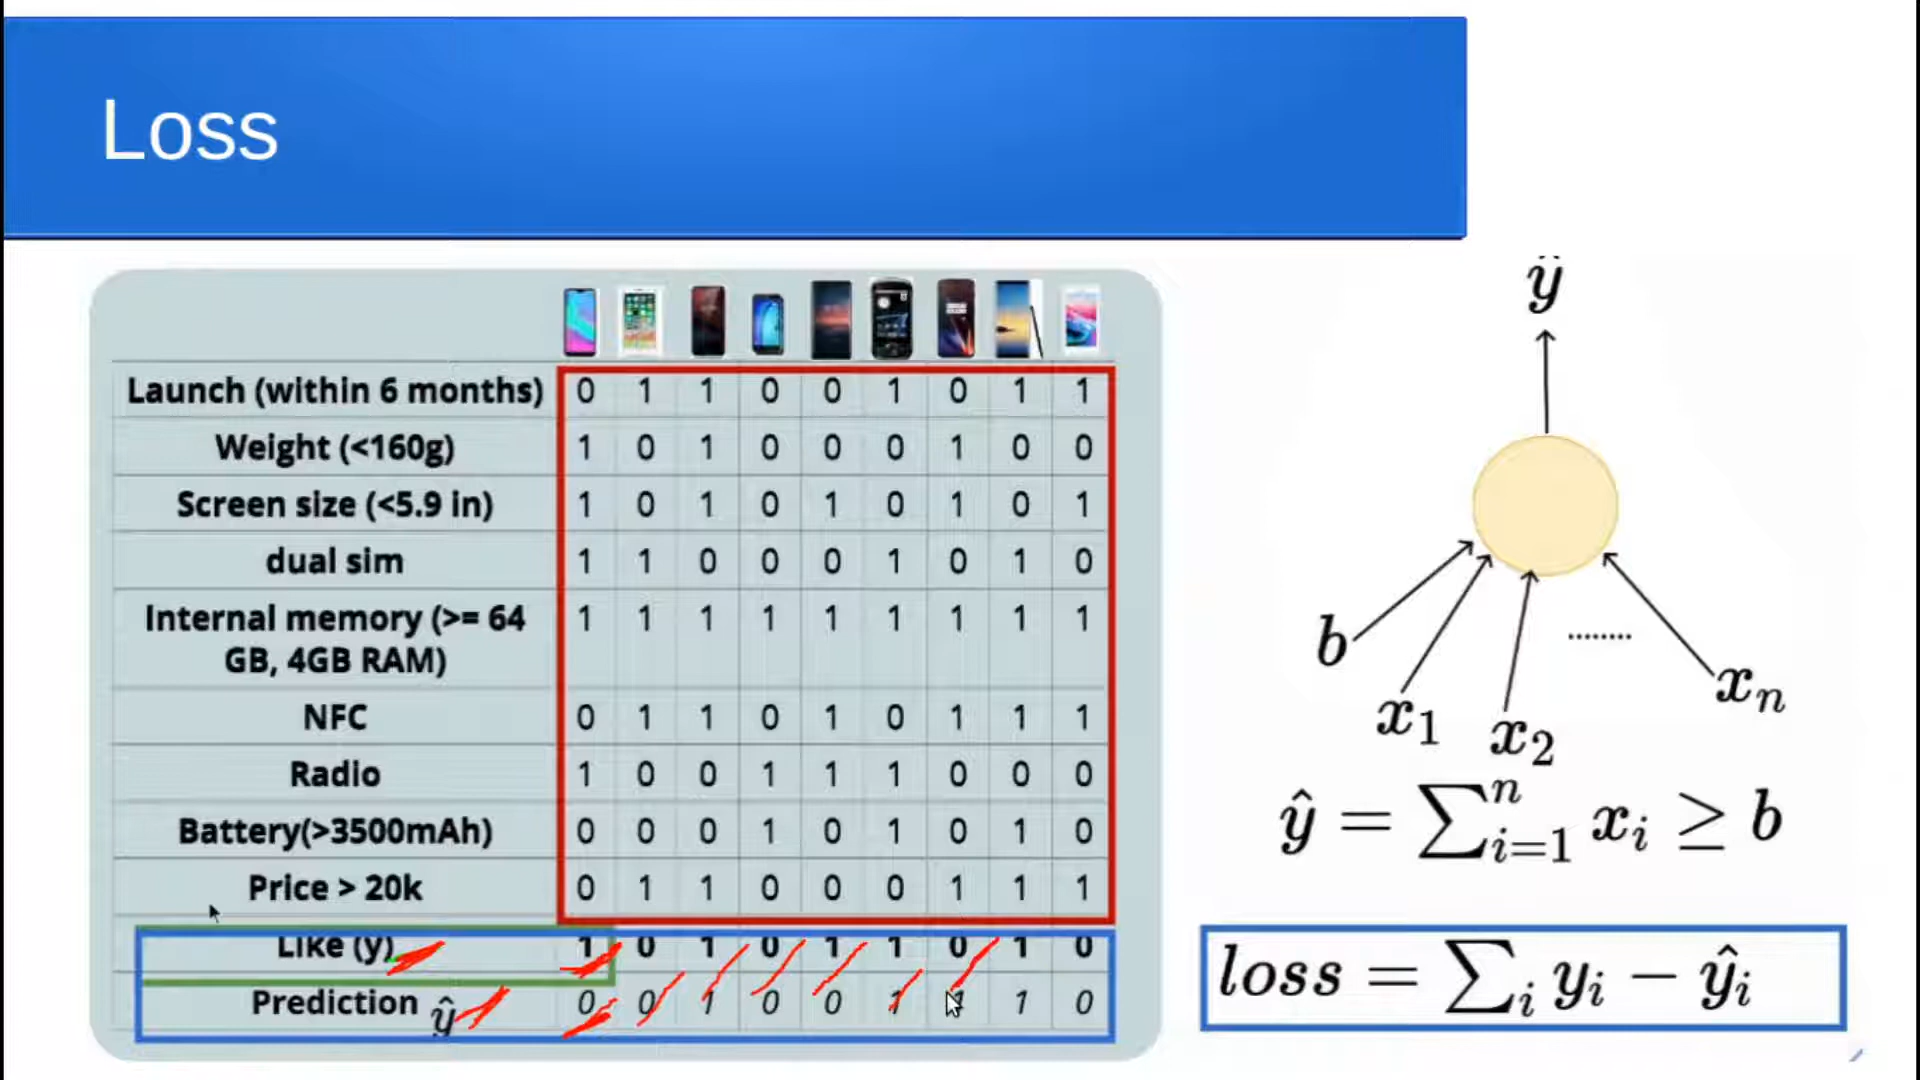 Loss
Launch (within 6 months) 0 1 1 0 0 1 0 1 1
Weight (<160g) 1 0 1 0 0 0 1 0 0
Screen size (<5.9 in) 1 0 1 0 1 0 1 0 1
dual sim 1 1 0 0 0 1 0 1 0
Internal memory (>= 64 1 1 1 1 1 1 1 1 1
GB, 4GB RAM)
NFC 0 1 1 0 1 0 1 1 1
Radio 1 0 0 1 1 1 0 0 0
Battery(>3500mAh) 0 0 0 1 0 1 0 1 0
Price > 20k 0 1 1 0 0 0 1 1 1
Like (y) 1 0 1 0 1 1 0 1 0
Prediction ŷ 0 0 1 0 0 1 1 1 0
ŷ
b
x₁
x₂
........
xₙ
ŷ = ∑ⁿᵢ₌₁ xᵢ ≥ b
loss = ∑ᵢ yᵢ − ŷᵢ